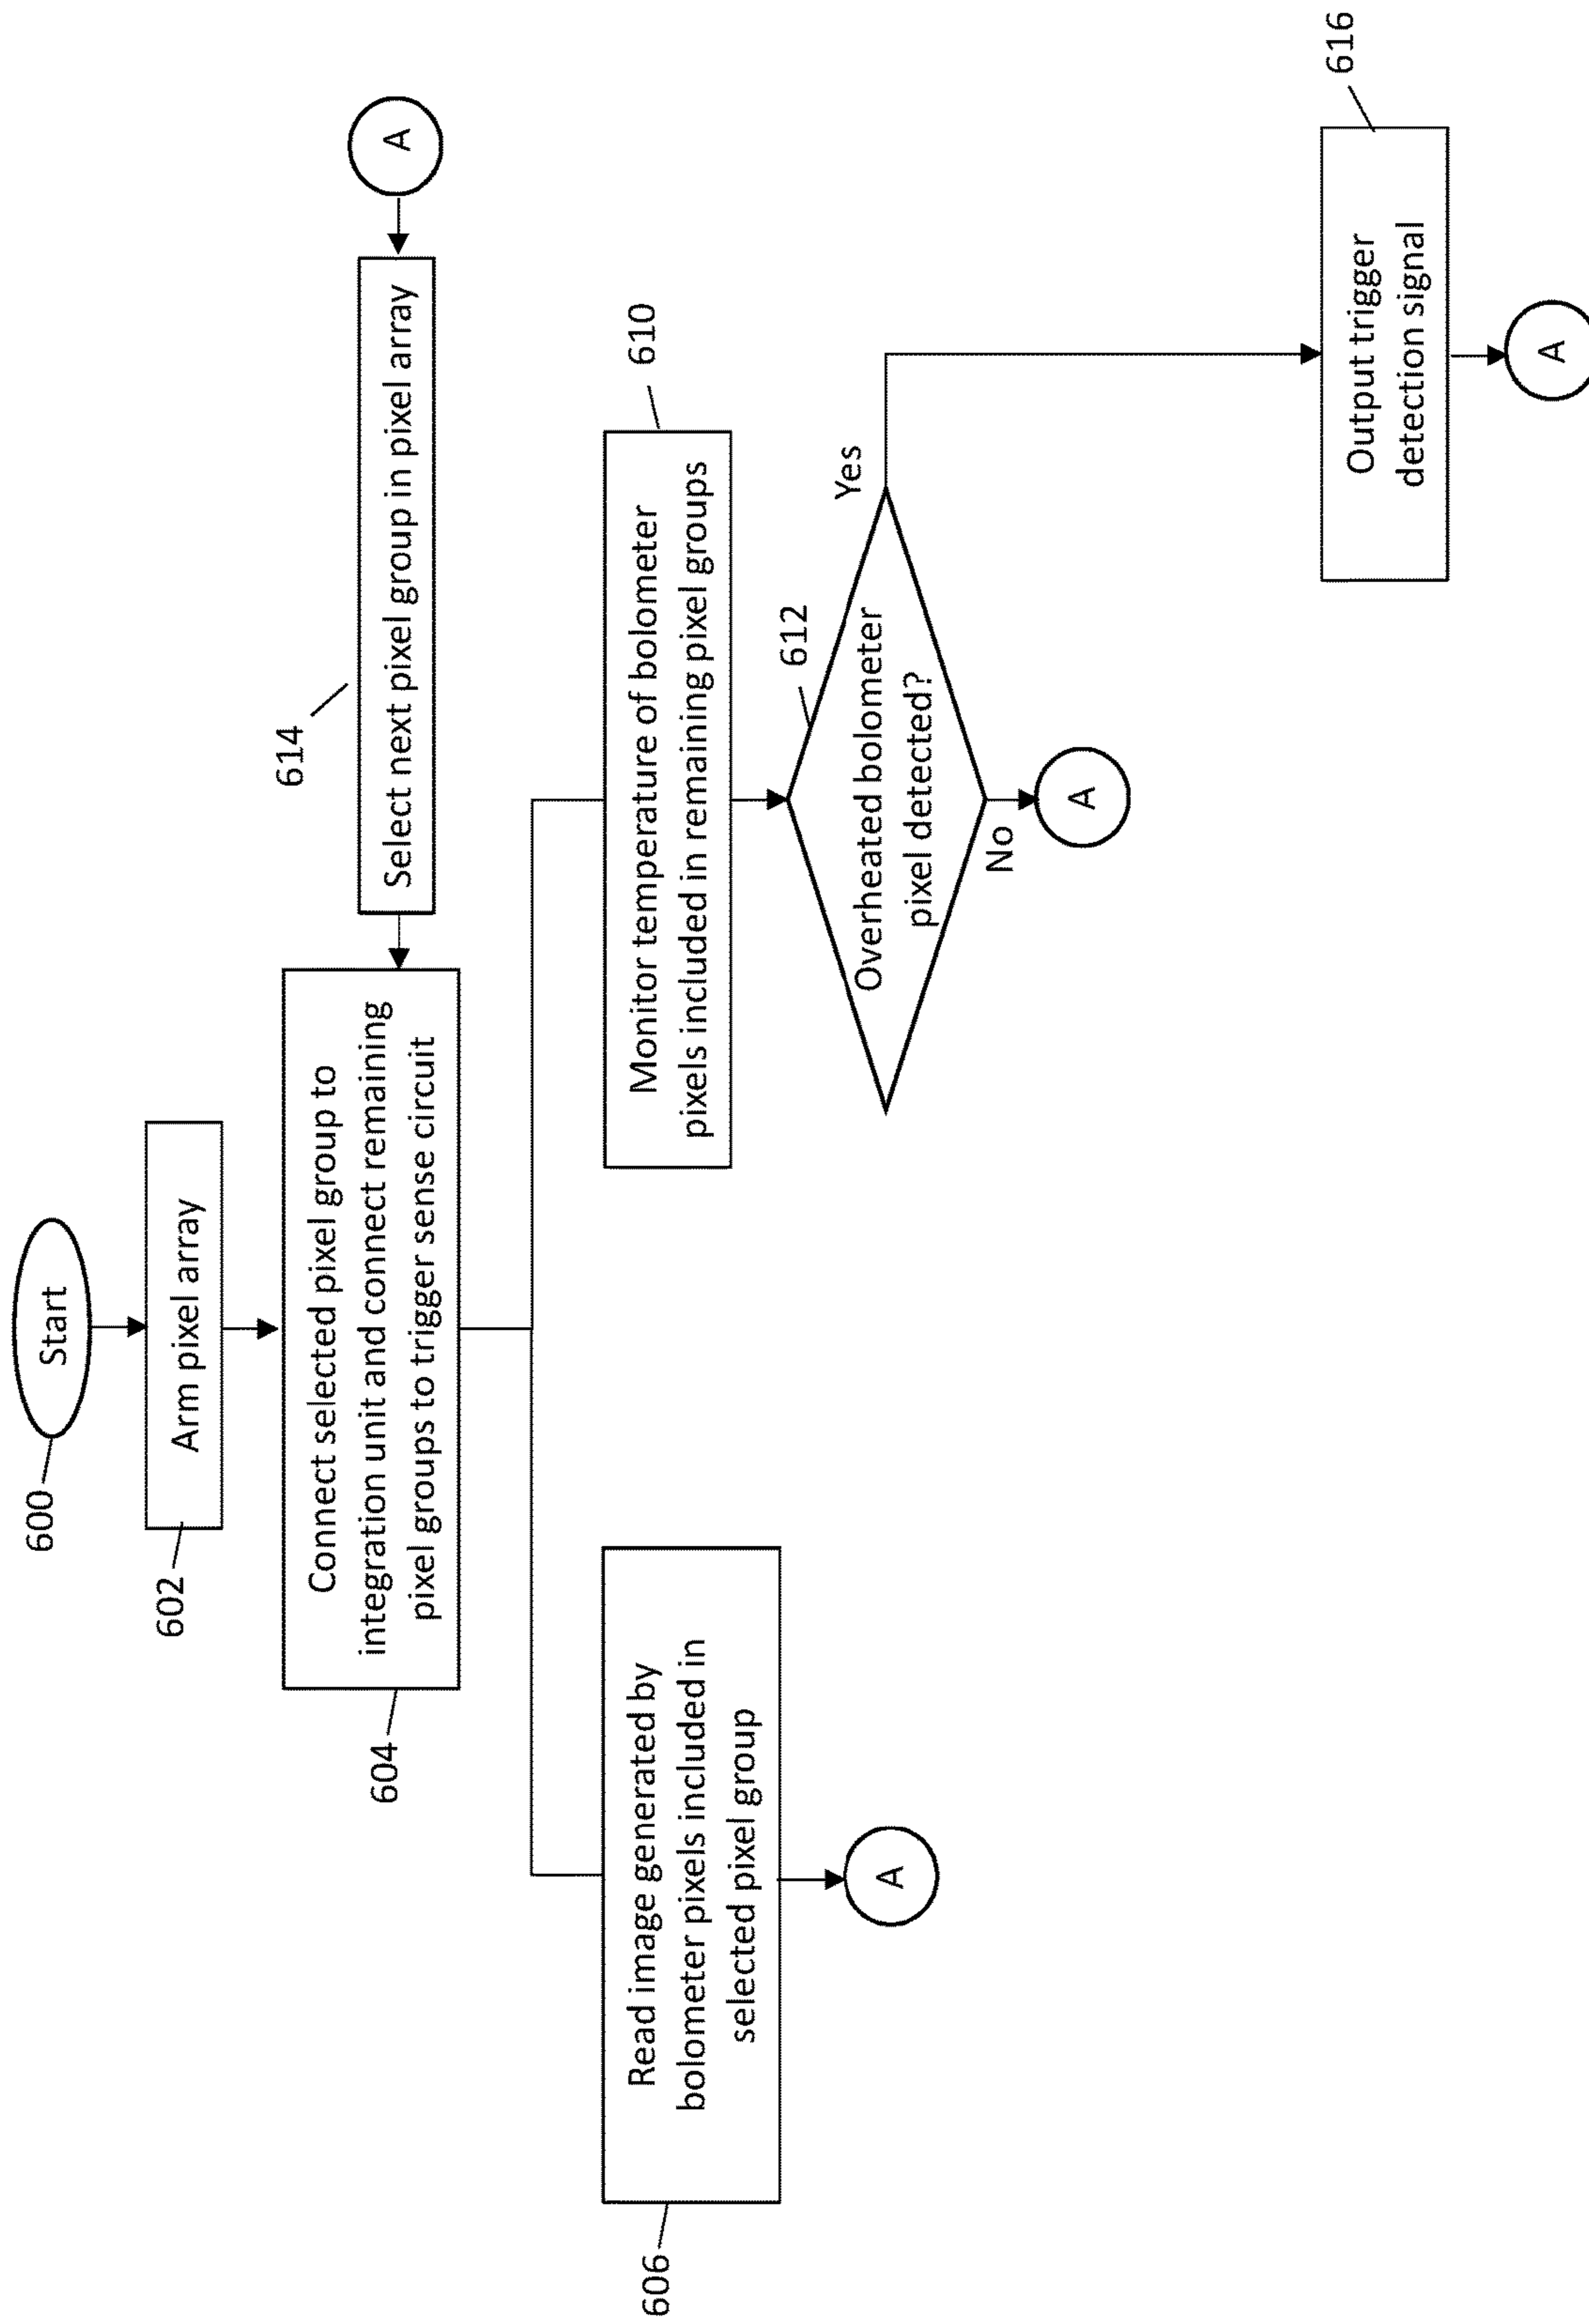 600
Start
602
Arm pixel array
604
Connect selected pixel group to
integration unit and connect remaining
pixel groups to trigger sense circuit
614
Select next pixel group in pixel array
A
606
Read image generated by
bolometer pixels included in
selected pixel group
A
610
Monitor temperature of bolometer
pixels included in remaining pixel groups
612
Overheated bolometer
pixel detected?
Yes
No
A
616
Output trigger
detection signal
A